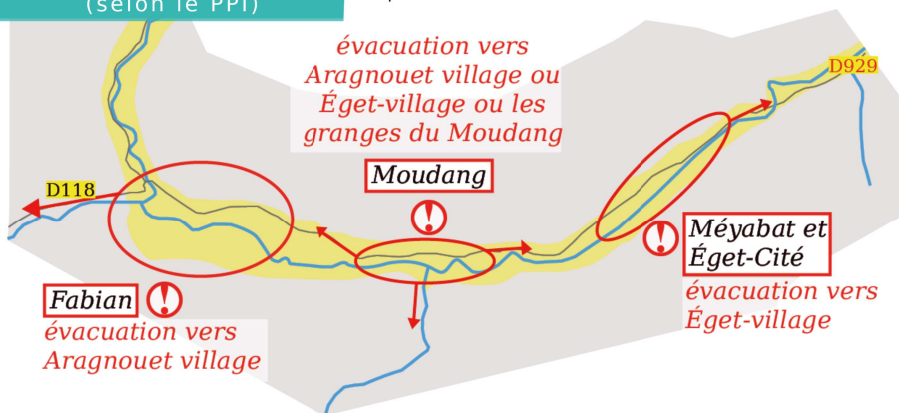 (selon le PPI)
évacuation vers
Aragnouet village ou
Éget-village ou les
granges du Moudang
D929
Moudang
D118
Méyabat et
Éget-Cité
évacuation vers
Éget-village
Fabian
évacuation vers
Aragnouet village